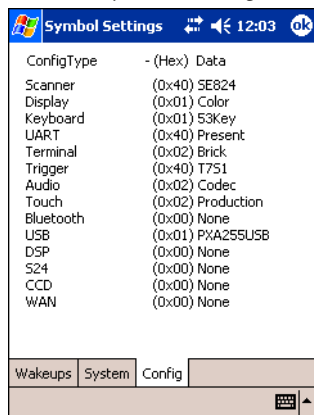 Symbol Settings 12:03 ok
ConfigType - (Hex) Data
Scanner (0x40) SE824
Display (0x01) Color
Keyboard (0x01) 53Key
UART (0x40) Present
Terminal (0x02) Brick
Trigger (0x40) T7S1
Audio (0x02) Codec
Touch (0x02) Production
Bluetooth (0x00) None
USB (0x01) PXA255USB
DSP (0x00) None
S24 (0x00) None
CCD (0x00) None
WAN (0x00) None
Wakeups System Config